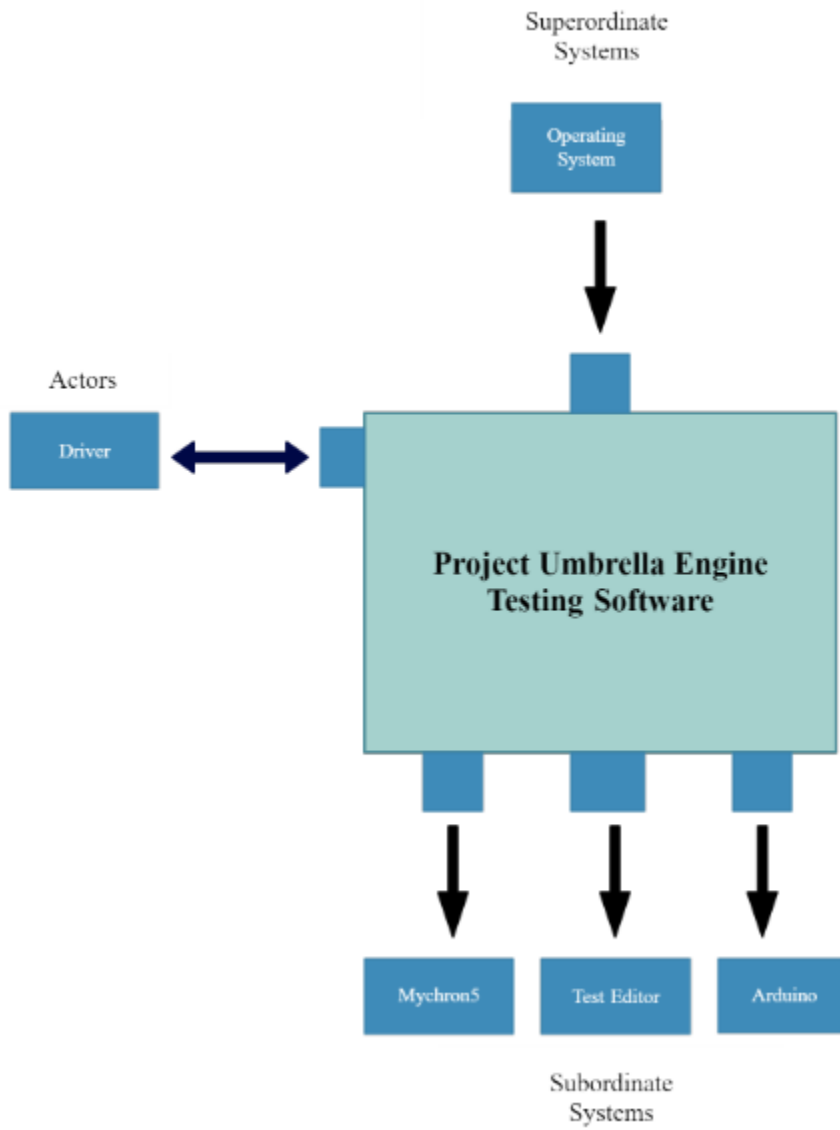 Superordinate
Systems
Operating
System
Actors
Driver
Project Umbrella Engine
Testing Software
Mychron5
Test Editor
Arduino
Subordinate
Systems